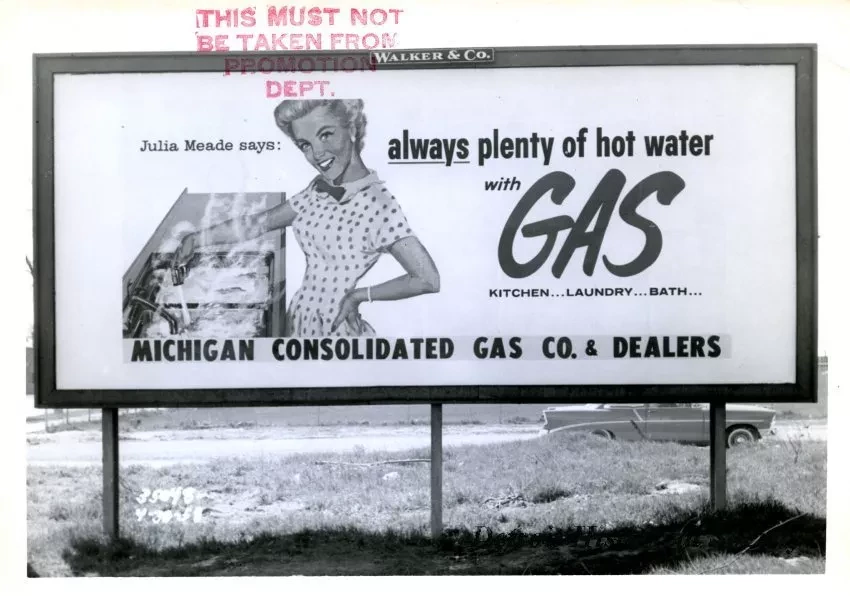 THIS MUST NOT
BE TAKEN FROM
PROMOTION
DEPT.
WALKER & CO.
Julia Meade says:
always plenty of hot water
with
GAS
KITCHEN...LAUNDRY...BATH...
MICHIGAN CONSOLIDATED GAS CO. & DEALERS